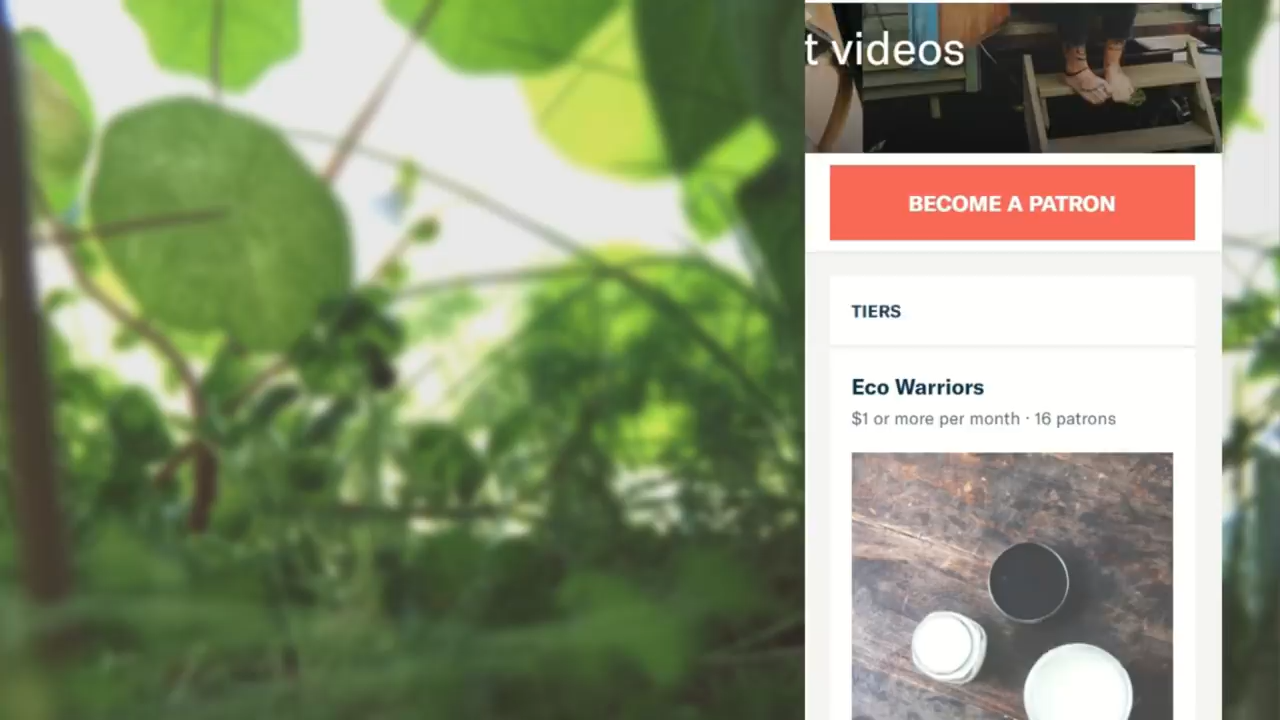 t videos
BECOME A PATRON
TIERS
Eco Warriors
$1 or more per month · 16 patrons